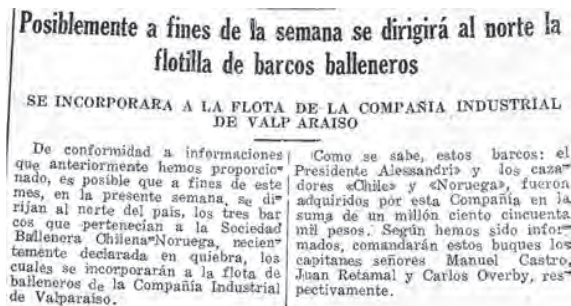 Posiblemente a fines de la semana se dirigirá al norte la
flotilla de barcos balleneros
SE INCORPORARA A LA FLOTA DE LA COMPAÑIA INDUSTRIAL
DE VALP ARAISO
De conformidad a informaciones
que anteriormente hemos proporcio-
nado, es posible que a fines de este
mes, en la presente semana, se di-
rijan al norte del país, los tres bar
cos que pertenecían a la Sociedad
Ballenera Chilena-Noruega, necien-
temente declarada en quiebra, los
cuales se incorporarán a la flota de
balleneros de la Compañía Industrial
de Valparaíso.
Como se sabe, estos barcos: el
Presidente Alessandri» y los caza-
dores «Chile» y «Noruega», fueron
adquiridos por esta Compañía en la
suma de un millón ciento cincuenta
mil pesos. Según hemos sido infor-
mados, comandarán estos buques los
capitanes señores Manuel Castro,
Juan Retamal y Carlos Overby, res-
pectivamente.